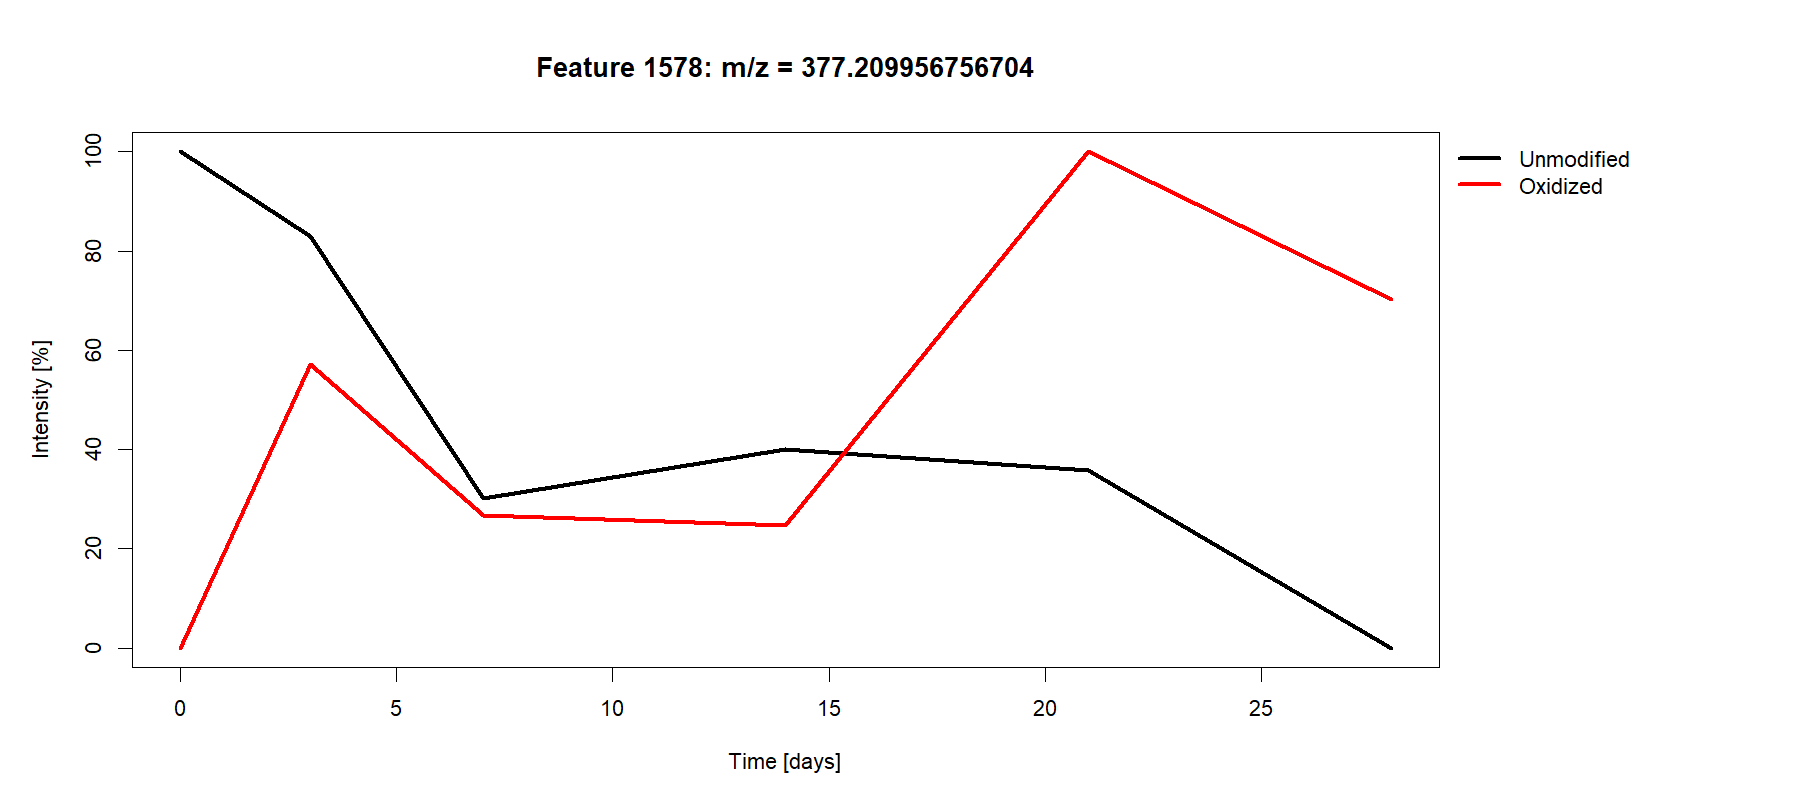 Feature 1578: m/z = 377.209956756704
Unmodified
Oxidized
Intensity [%]
100
80
60
40
20
0
0 5 10 15 20 25
Time [days]